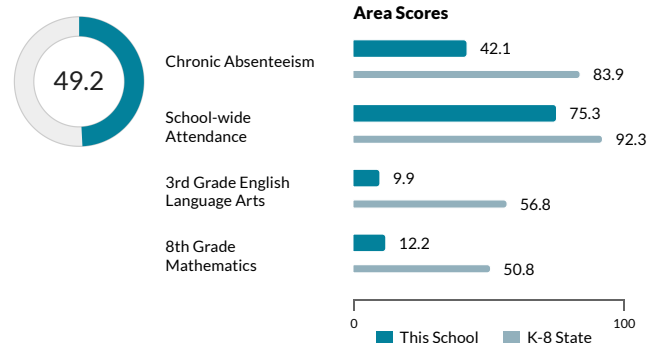 Area Scores
49.2
Chronic Absenteeism
42.1
83.9
School-wide
Attendance
75.3
92.3
3rd Grade English
Language Arts
9.9
56.8
8th Grade
Mathematics
12.2
50.8
0
100
This School
K-8 State